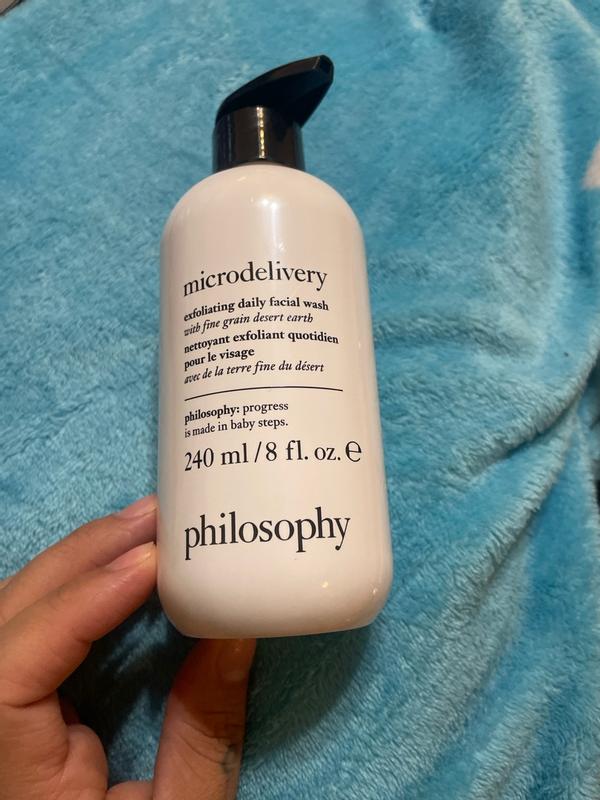 microdelivery
exfoliating daily facial wash
with fine grain desert earth
nettoyant exfoliant quotidien
pour le visage
avec de la terre fine du désert
philosophy: progress
is made in baby steps.
240 ml / 8 fl. oz. ℮
philosophy